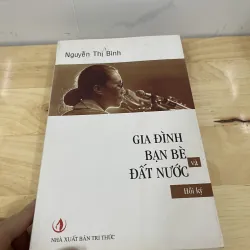 Nguyễn Thị Bình
GIA ĐÌNH
BẠN BÈ và
ĐẤT NƯỚC
Hồi ký
NHÀ XUẤT BẢN TRI THỨC